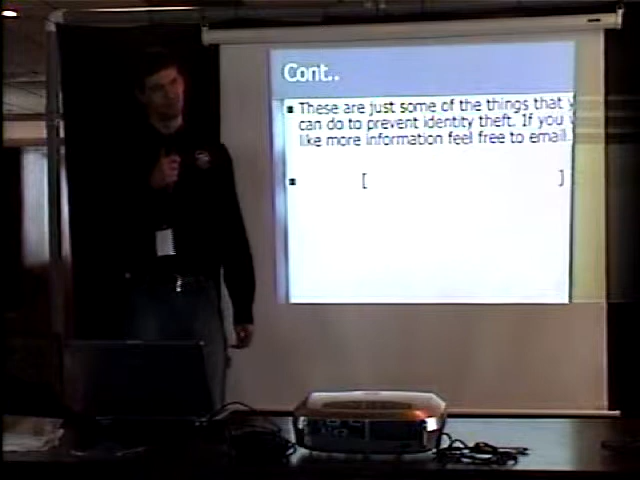 Cont..
These are just some of the things that
can do to prevent identity theft. If you
like more information feel free to email
[ ]